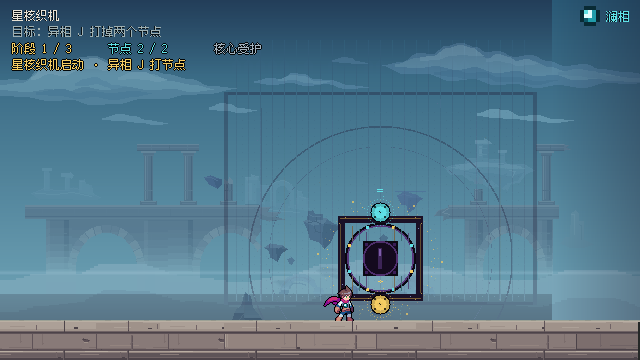 星核织机
澜相
目标: 异相 J 打掉两个节点
阶段 1 / 3 节点 2 / 2 核心受护
星核织机启动 · 异相 J 打节点